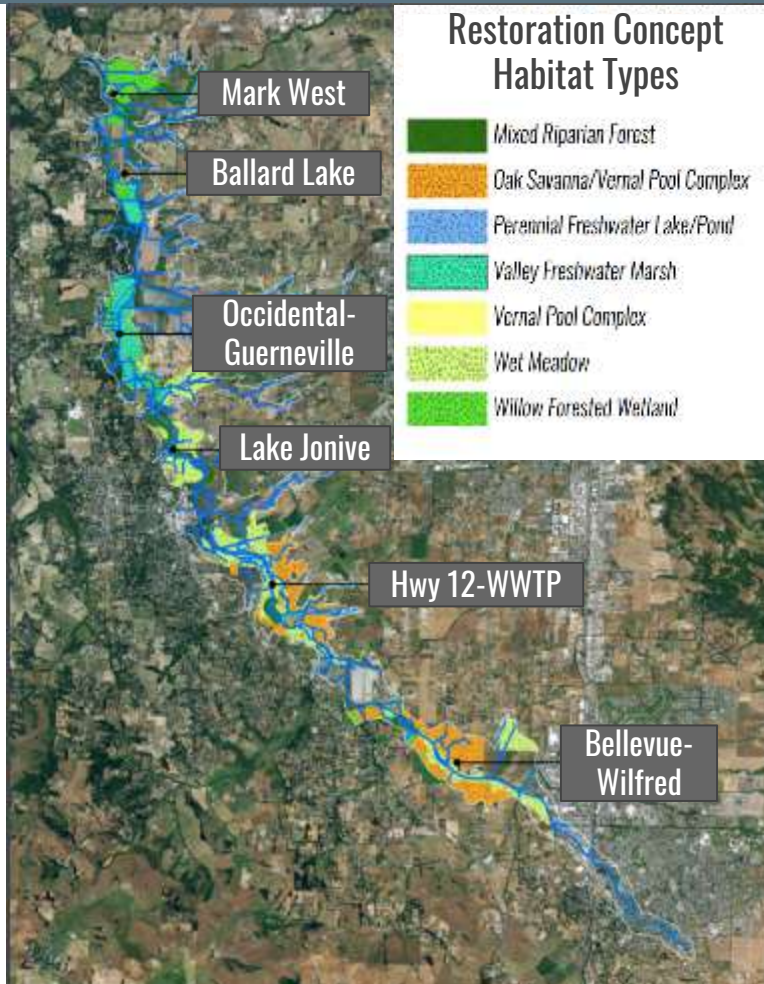 Restoration Concept
Habitat Types
Mixed Riparian Forest
Oak Savanna/Vernal Pool Complex
Perennial Freshwater Lake/Pond
Valley Freshwater Marsh
Vernal Pool Complex
Wet Meadow
Willow Forested Wetland
Mark West
Ballard Lake
Occidental-
Guerneville
Lake Jonive
Hwy 12-WWTP
Bellevue-
Wilfred